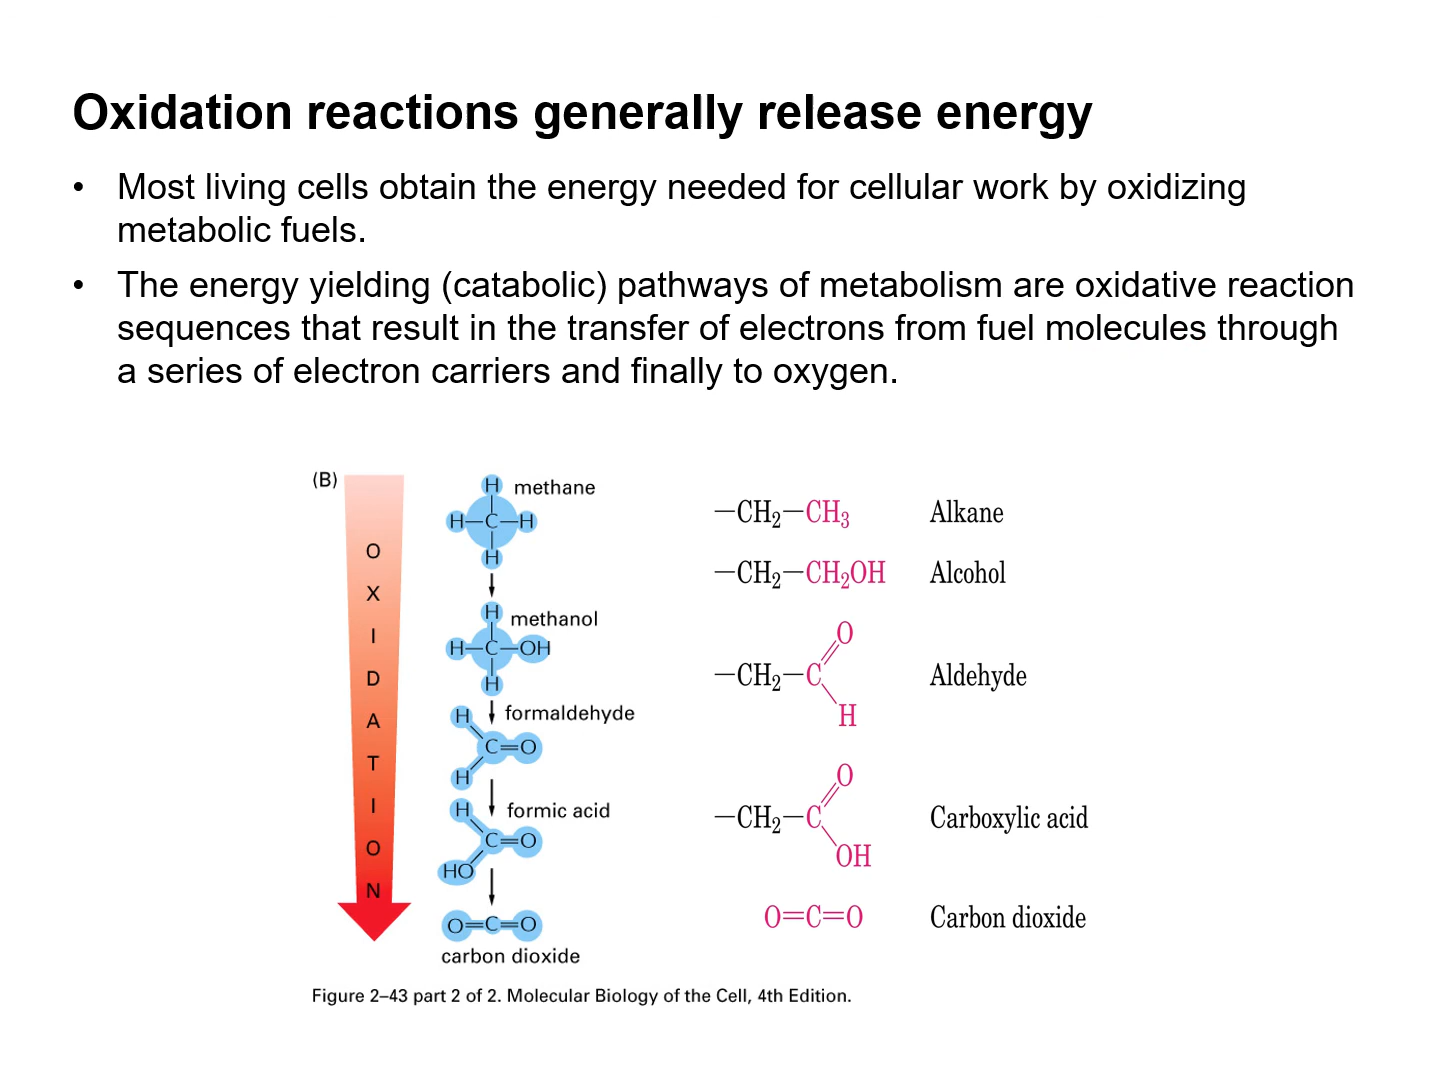 Oxidation reactions generally release energy
• Most living cells obtain the energy needed for cellular work by oxidizing
metabolic fuels.
• The energy yielding (catabolic) pathways of metabolism are oxidative reaction
sequences that result in the transfer of electrons from fuel molecules through
a series of electron carriers and finally to oxygen.
(B)
O
X
I
D
A
T
I
O
N
H methane
H—C—H
H
H methanol
H—C—OH
H
H formaldehyde
C=O
H
H formic acid
C=O
HO
O=C=O
carbon dioxide
—CH₂—CH₃ Alkane
—CH₂—CH₂OH Alcohol
O
—CH₂—C Aldehyde
H
O
—CH₂—C Carboxylic acid
OH
O=C=O Carbon dioxide
Figure 2–43 part 2 of 2. Molecular Biology of the Cell, 4th Edition.